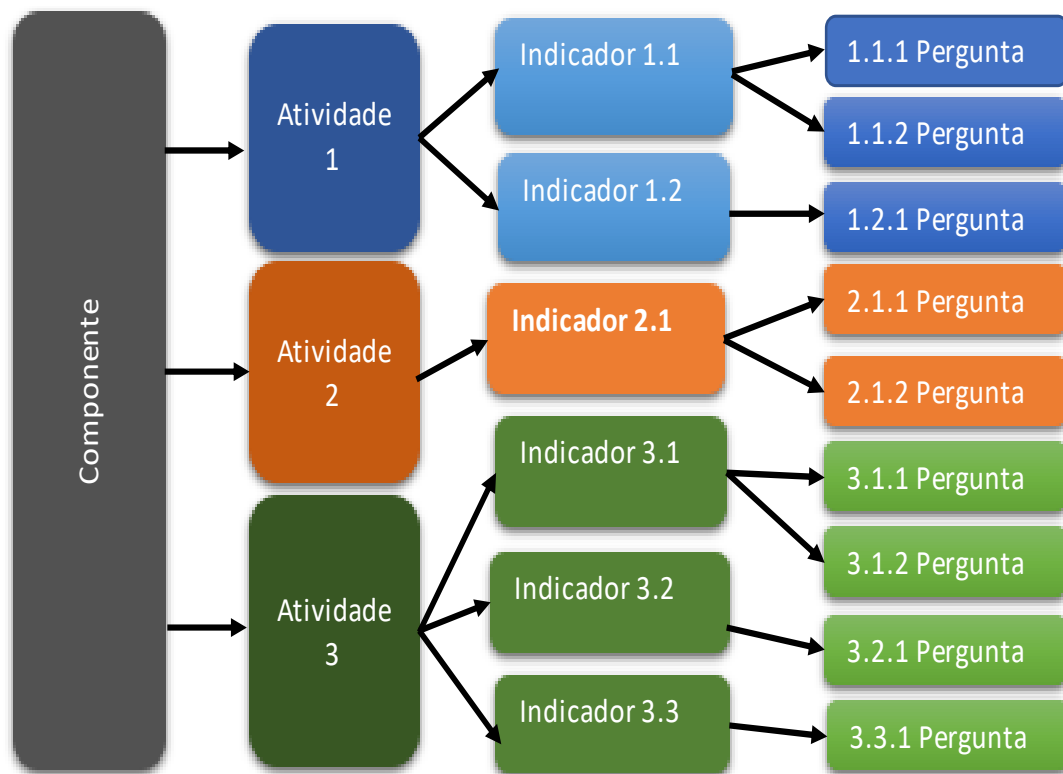 Componente
Atividade
1
Indicador 1.1
1.1.1 Pergunta
1.1.2 Pergunta
Indicador 1.2
1.2.1 Pergunta
Atividade
2
Indicador 2.1
2.1.1 Pergunta
2.1.2 Pergunta
Atividade
3
Indicador 3.1
3.1.1 Pergunta
3.1.2 Pergunta
Indicador 3.2
3.2.1 Pergunta
Indicador 3.3
3.3.1 Pergunta